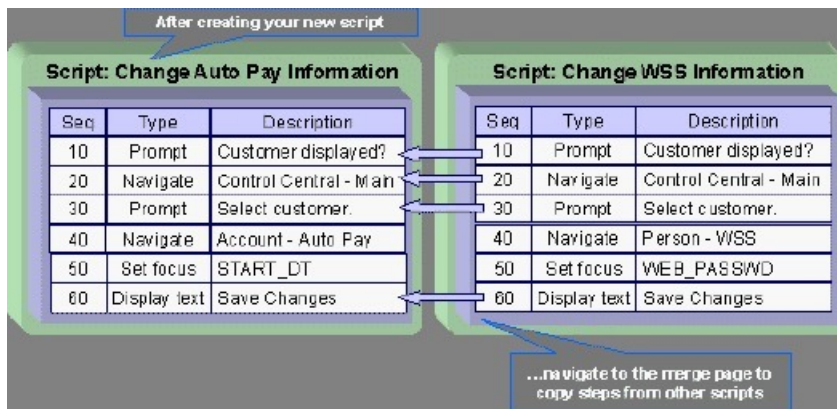 After creating your new script
Script: Change Auto Pay Information
Seq Type Description
10 Prompt Customer displayed?
20 Navigate Control Central - Main
30 Prompt Select customer.
40 Navigate Account - Auto Pay
50 Set focus START_DT
60 Display text Save Changes
Script: Change WSS Information
Seq Type Description
10 Prompt Customer displayed?
20 Navigate Control Central - Main
30 Prompt Select customer.
40 Navigate Person - WSS
50 Set focus WEB_PASSWD
60 Display text Save Changes
...navigate to the merge page to
copy steps from other scripts